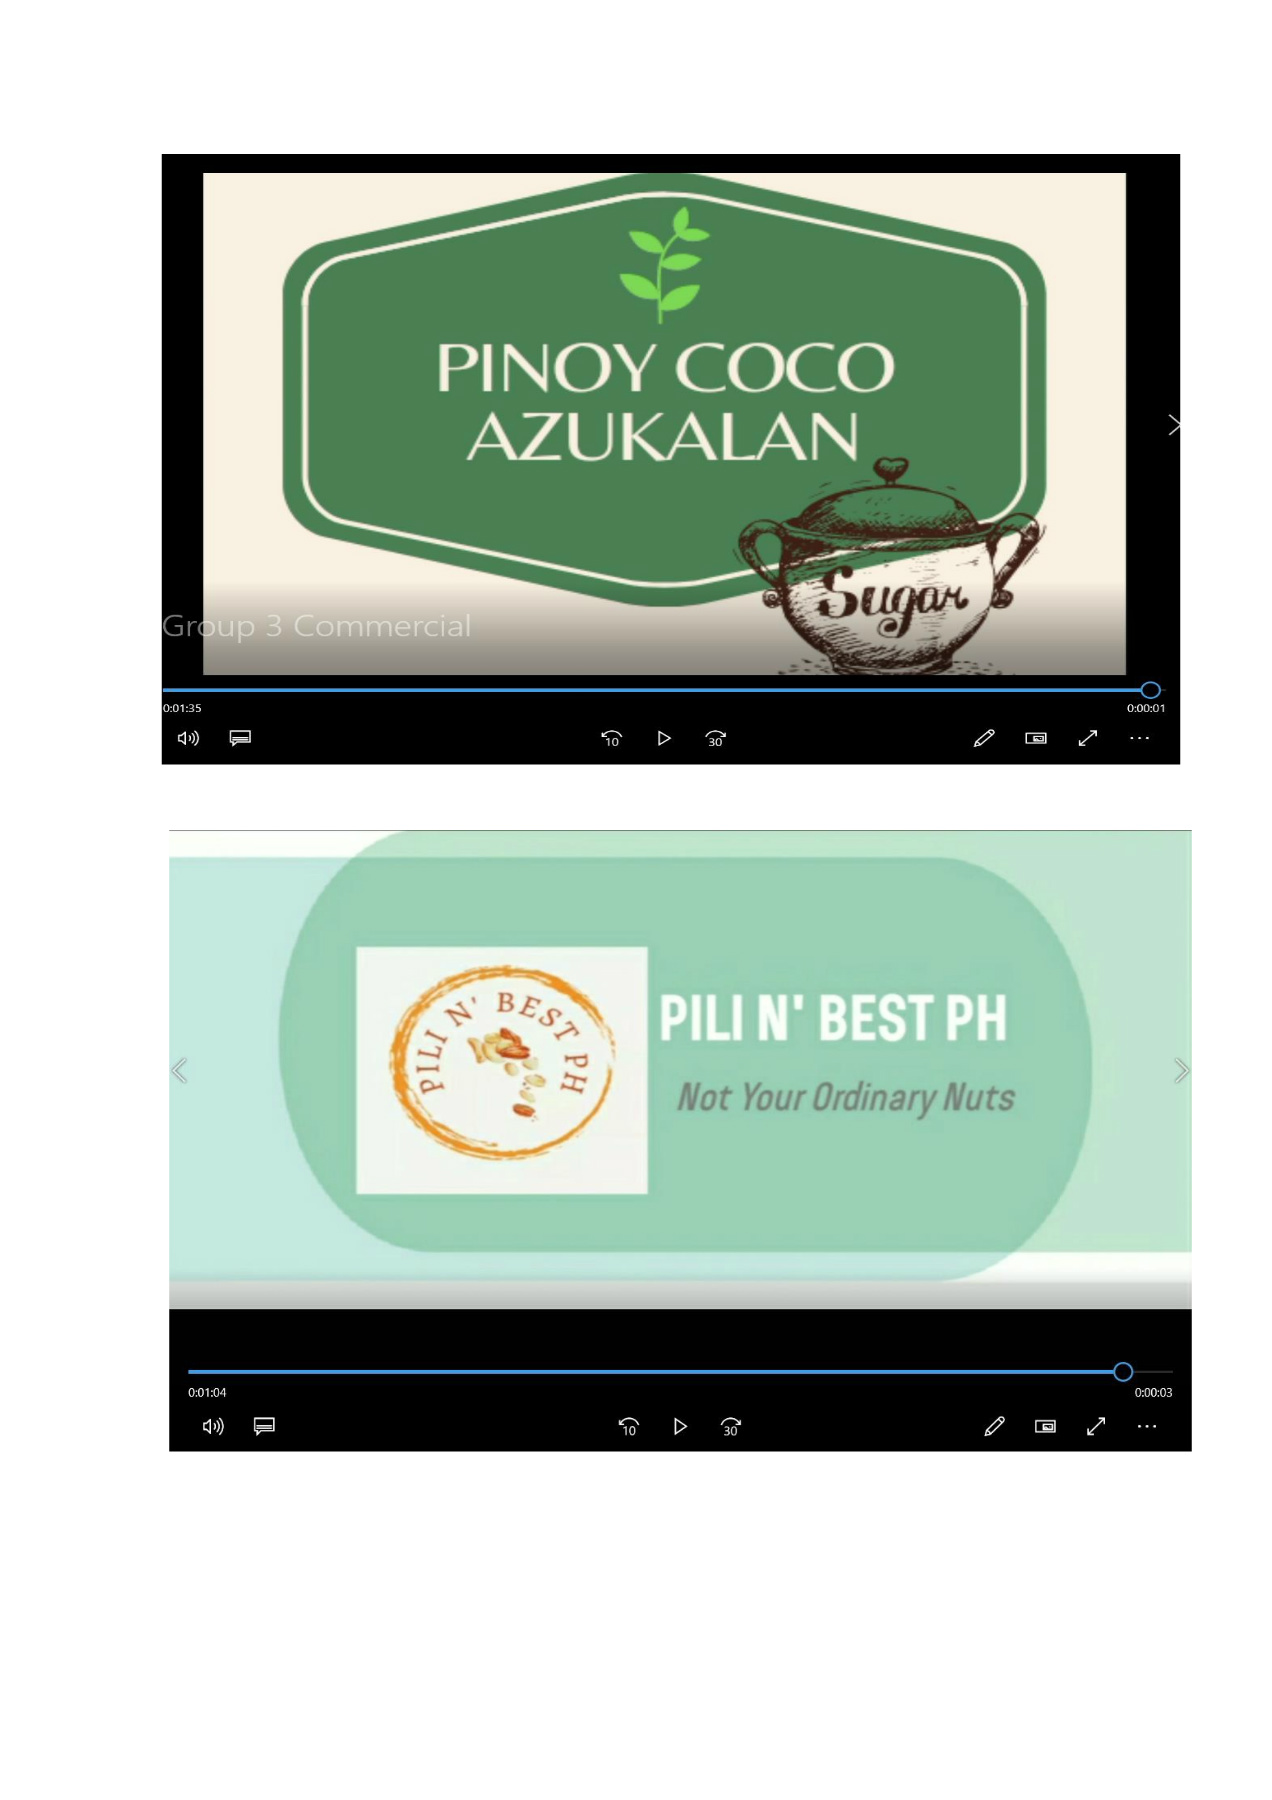 PINOY COCO
AZUKALAN
Sugar
Group 3 Commercial
0:01:35
0:00:01
10
30
PILI N' BEST PH
PILI N' BEST PH
Not Your Ordinary Nuts
0:01:04
0:00:03
10
30